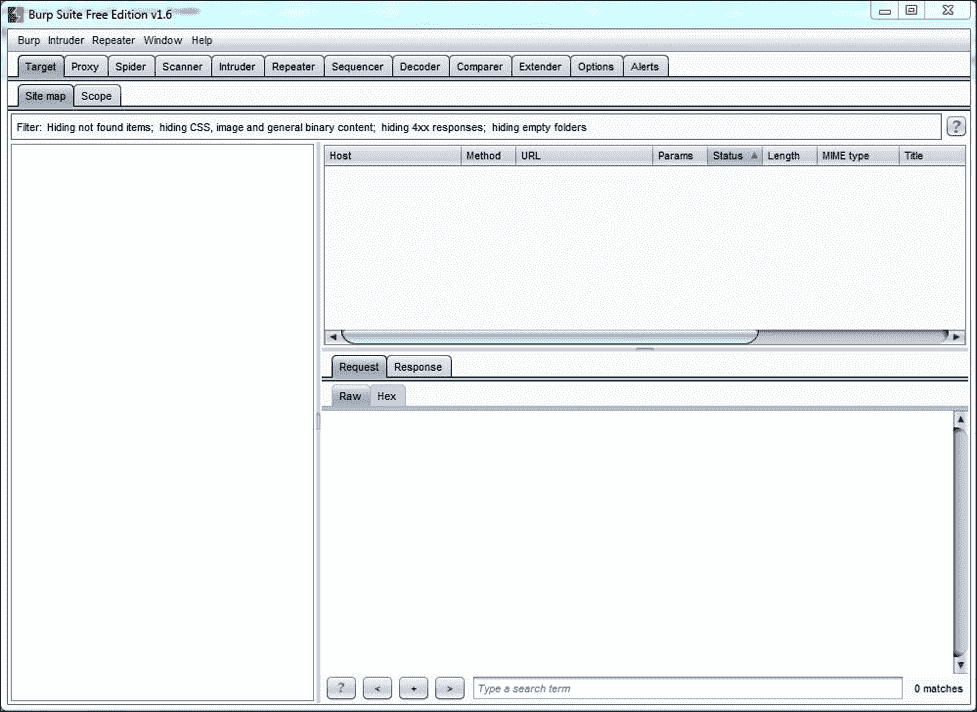 Burp Suite Free Edition v1.6
Burp Intruder Repeater Window Help
Target Proxy Spider Scanner Intruder Repeater Sequencer Decoder Comparer Extender Options Alerts
Site map Scope
Filter: Hiding not found items; hiding CSS, image and general binary content; hiding 4xx responses; hiding empty folders ?
Host Method URL Params Status Length MIME type Title
Request Response
Raw Hex
? < + > Type a search term 0 matches